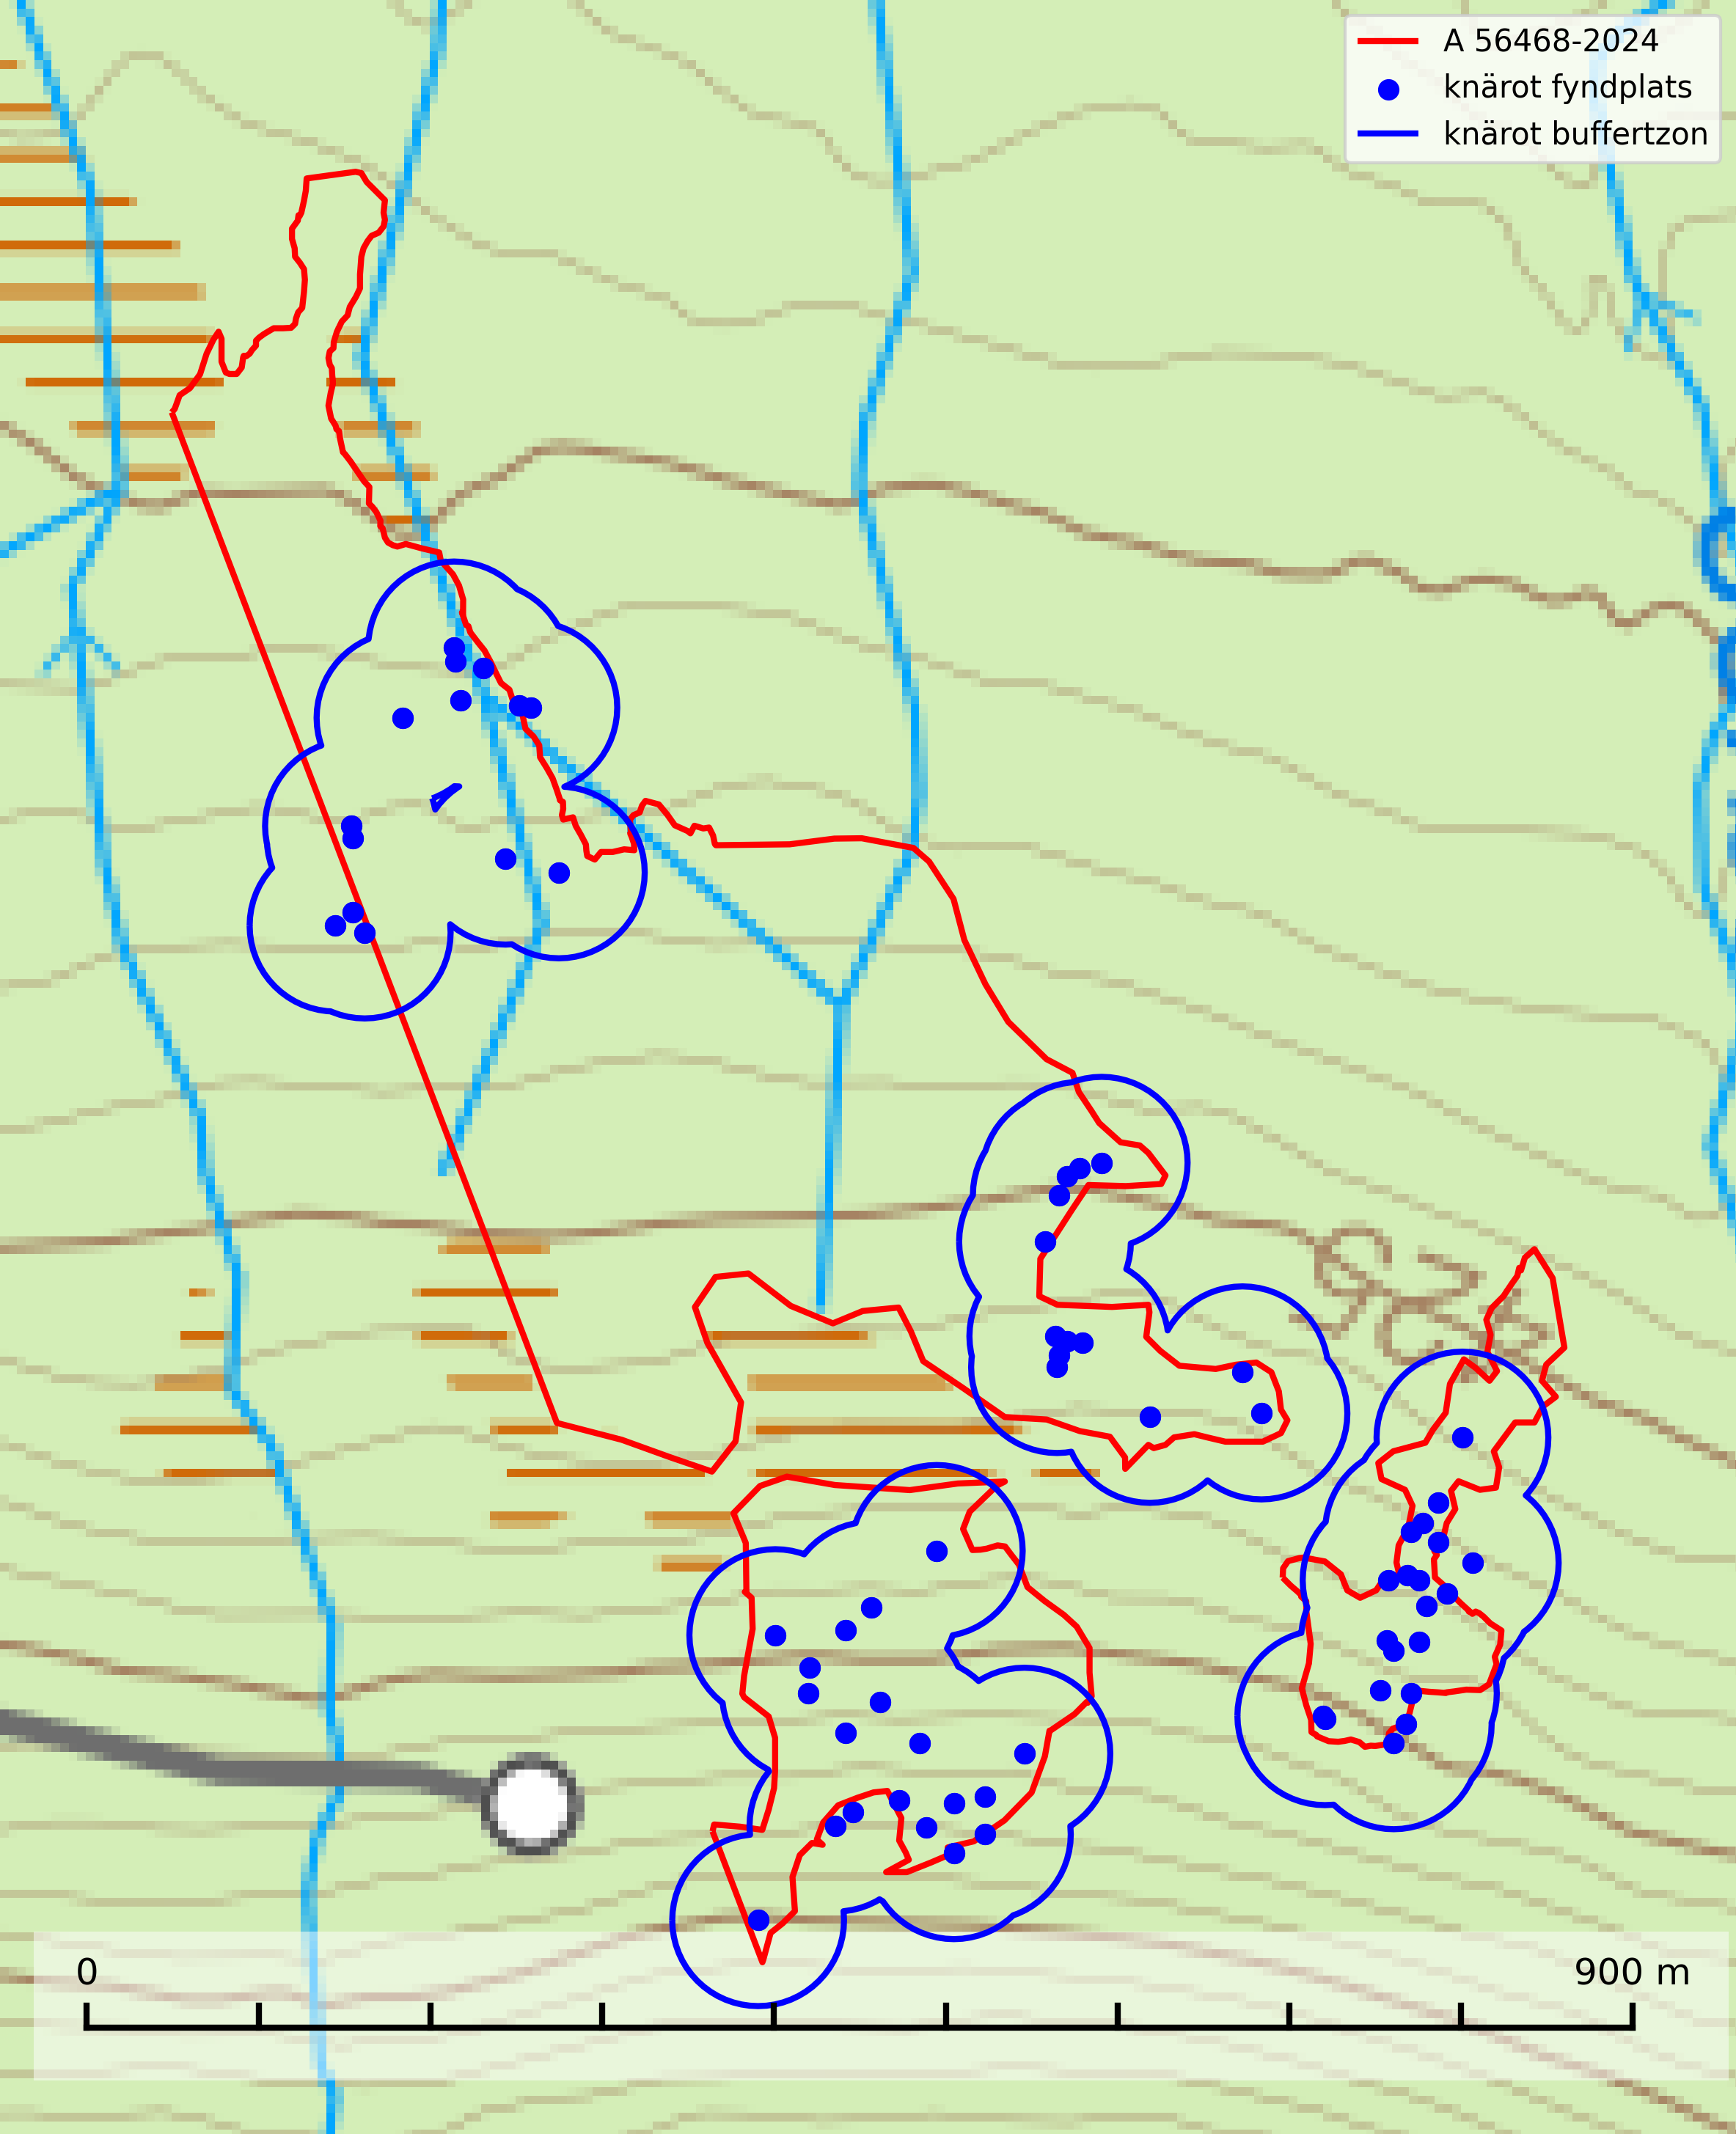 A 56468-2024
knärot fyndplats
knärot buffertzon
0
900 m